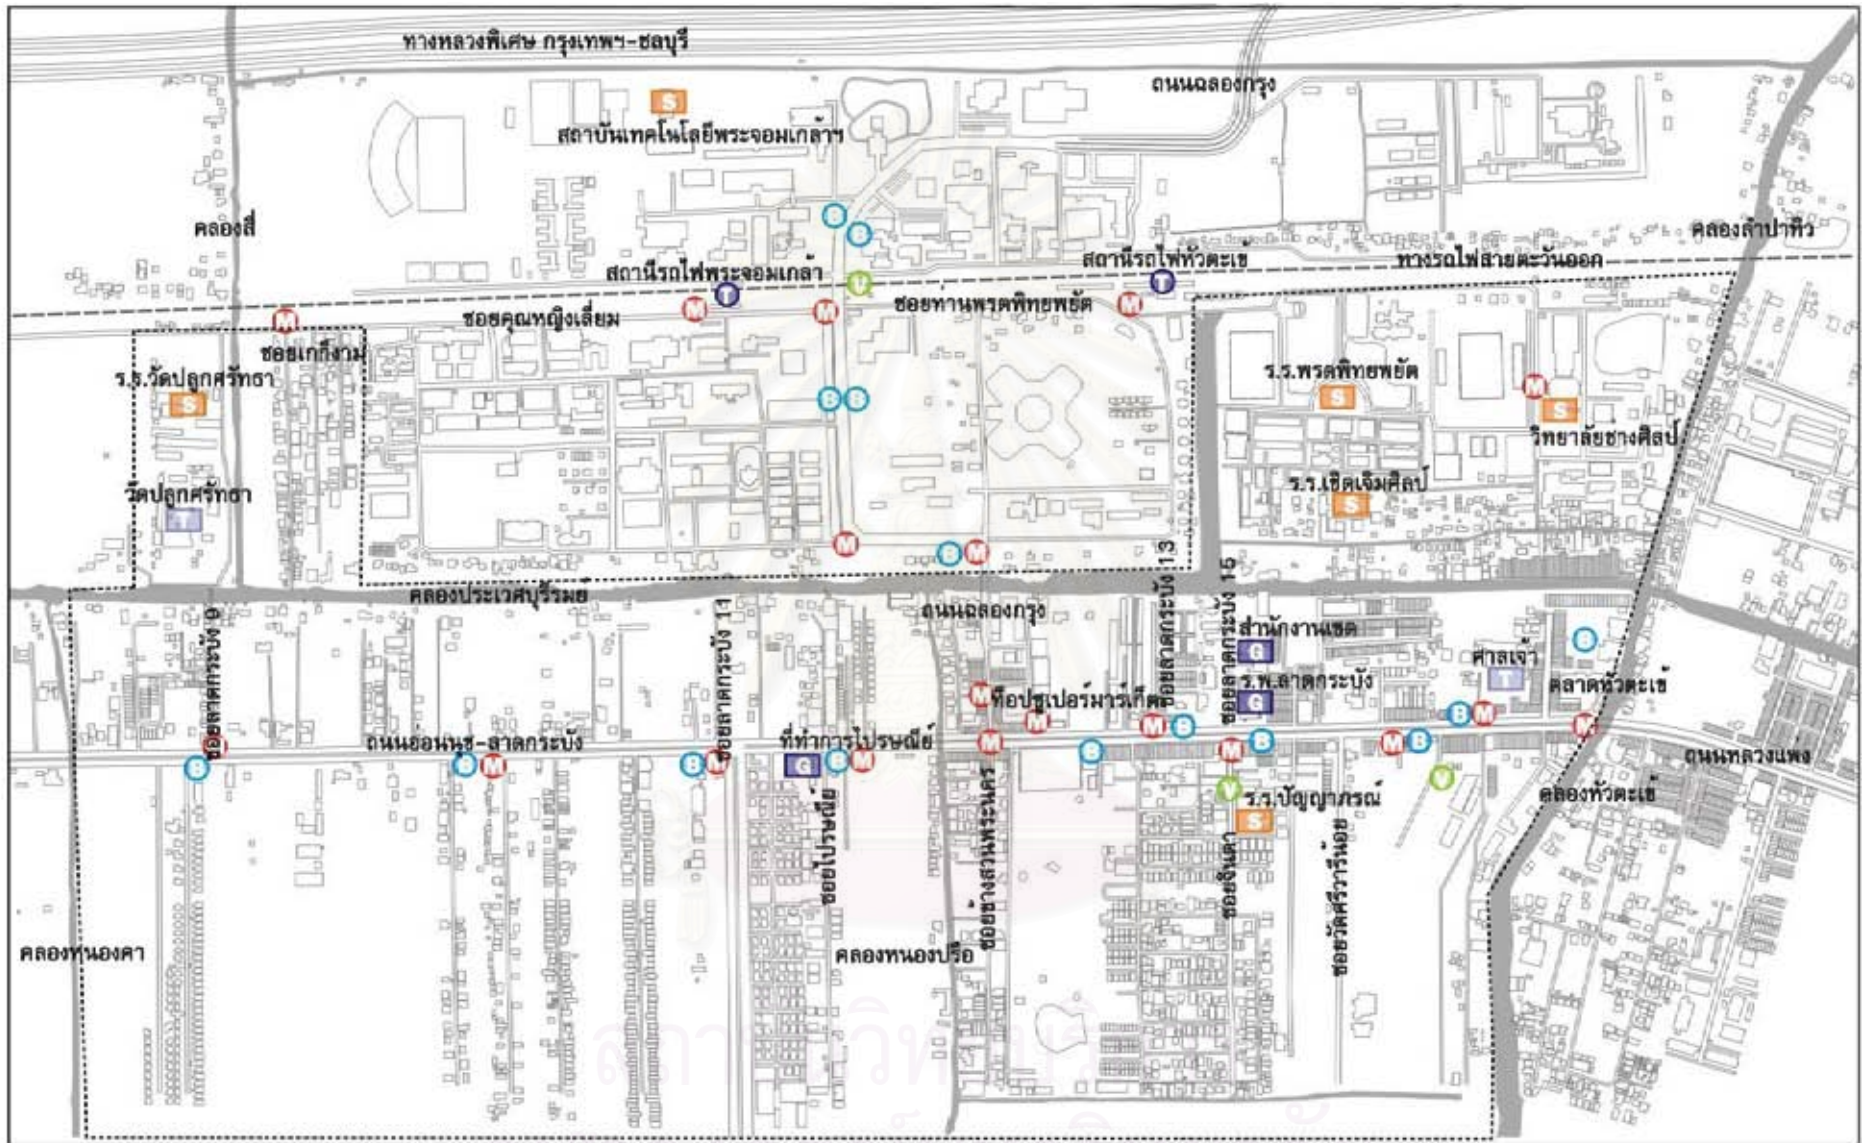 ทางหลวงพิเศษ กรุงเทพฯ-ชลบุรี
ถนนฉลองกรุง
S
สถาบันเทคโนโลยีพระจอมเกล้าฯ
คลองสี่
B
B
คลองลำปาทิว
สถานีรถไฟพระจอมเกล้า
สถานีรถไฟหัวตะเข้
ทางรถไฟสายตะวันออก
T
V
T
M
ซอยคุณหญิงเลี่ยม
M
M
ซอยท่านพรตพิทยพยัต
M
ซอยเกกีงาม
ร.ร.วัดปลูกศรัทธา
S
ร.ร.พรตพิทยพยัต
S
M
S
วิทยาลัยช่างศิลป์
B
B
วัดปลูกศรัทธา
T
ร.ร.เชิดเจิมศิลป์
S
M
B
M
คลองประเวศบุรีรมย์
ถนนฉลองกรุง
ซอยลาดกระบัง 9
ซอยลาดกระบัง 11
ซอยลาดกระบัง 13
ซอยลาดกระบัง 15
สำนักงานเขต
G
B
ศาลเจ้า
T
ตลาดหัวตะเข้
ร.พ.ลาดกระบัง
G
M
ท็อปซูเปอร์มาร์เก็ต
M
M
B
B
M
M
M
ถนนอ่อนนุช-ลาดกระบัง
ที่ทำการไปรษณีย์
M
B
M
B
M
B
ถนนหลวงแพ่ง
B
B
M
B
M
G
B
M
V
ร.ร.ปัญญาภรณ์
S
V
คลองหัวตะเข้
ซอยไปรษณีย์
ซอยข้างสวนพระนคร
ซอยจินดา
ซอยวัดศรีวารีน้อย
คลองหนองคา
คลองหนองปรือ